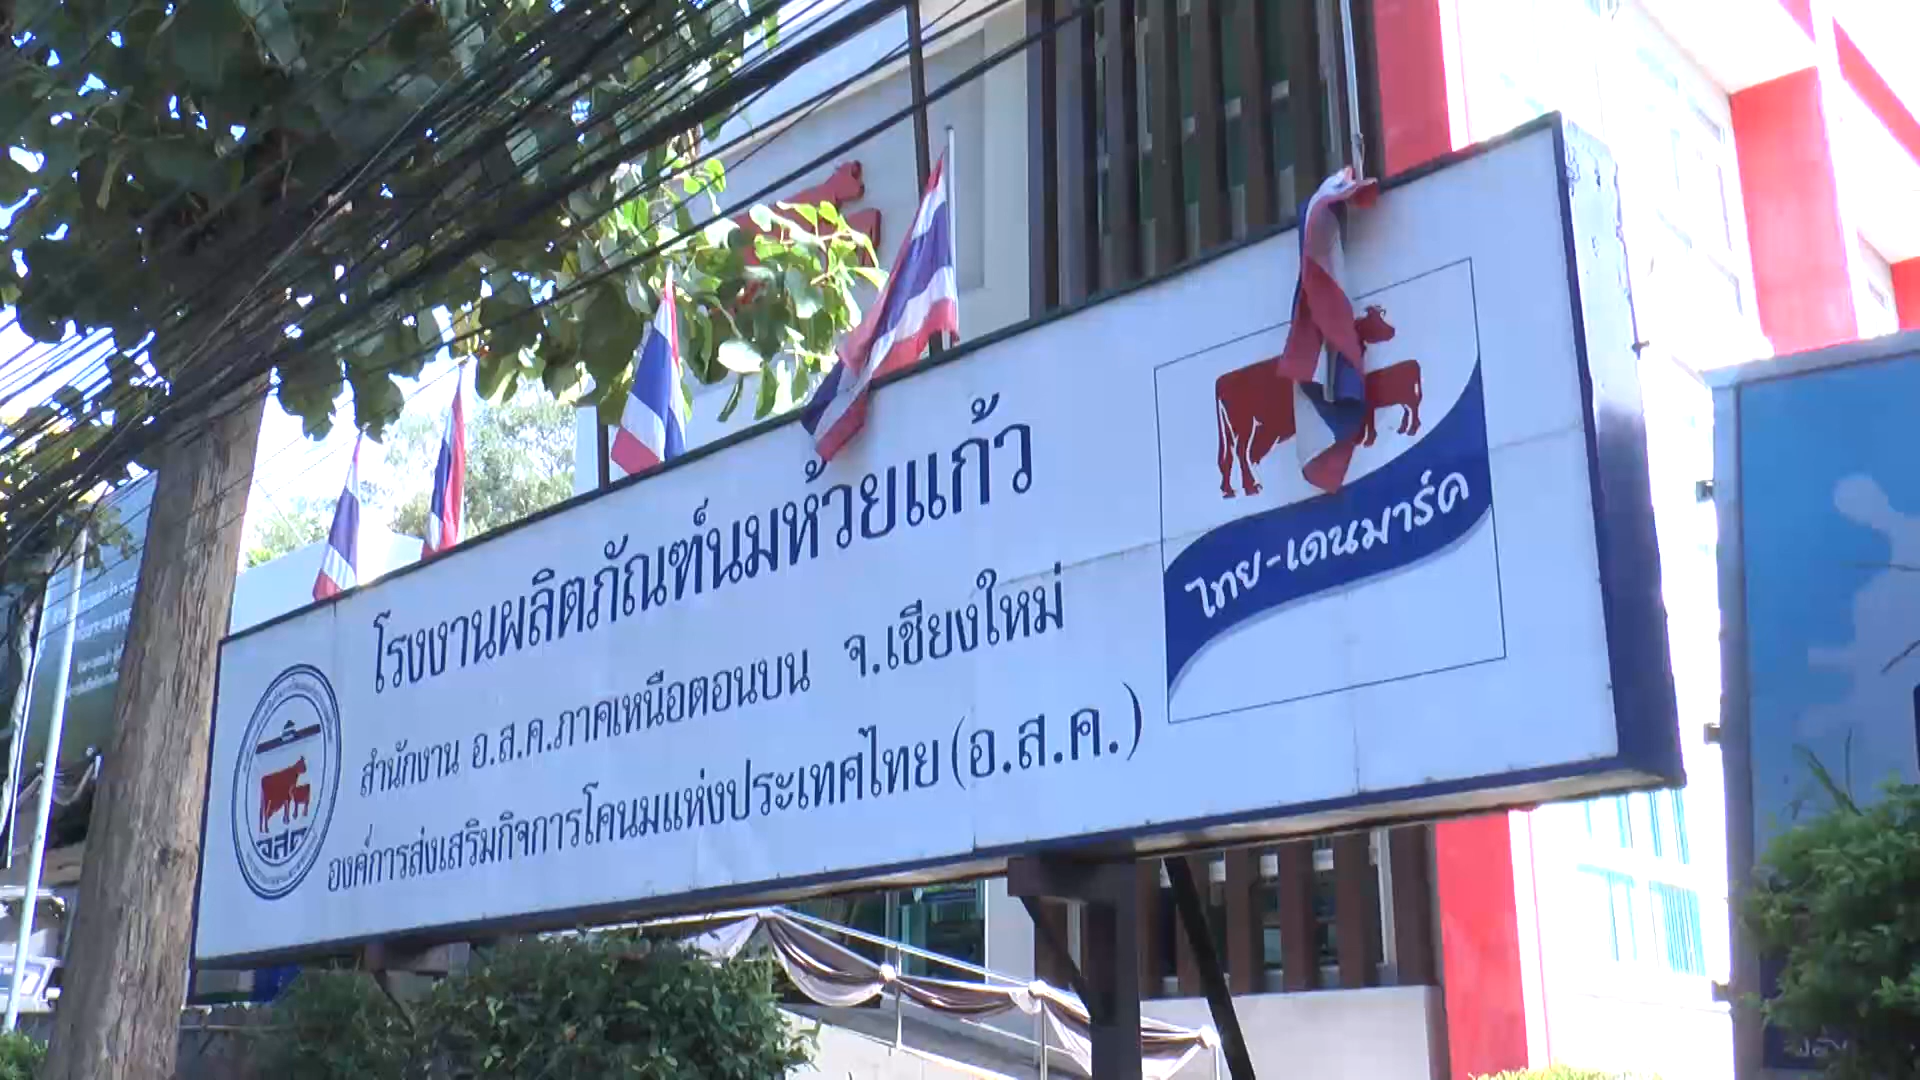 โรงงานผลิตภัณฑ์นมห้วยแก้ว
สำนักงาน อ.ส.ค.ภาคเหนือตอนบน จ.เชียงใหม่
องค์การส่งเสริมกิจการโคนมแห่งประเทศไทย (อ.ส.ค.)
ไทย-เดนมาร์ค
อสค